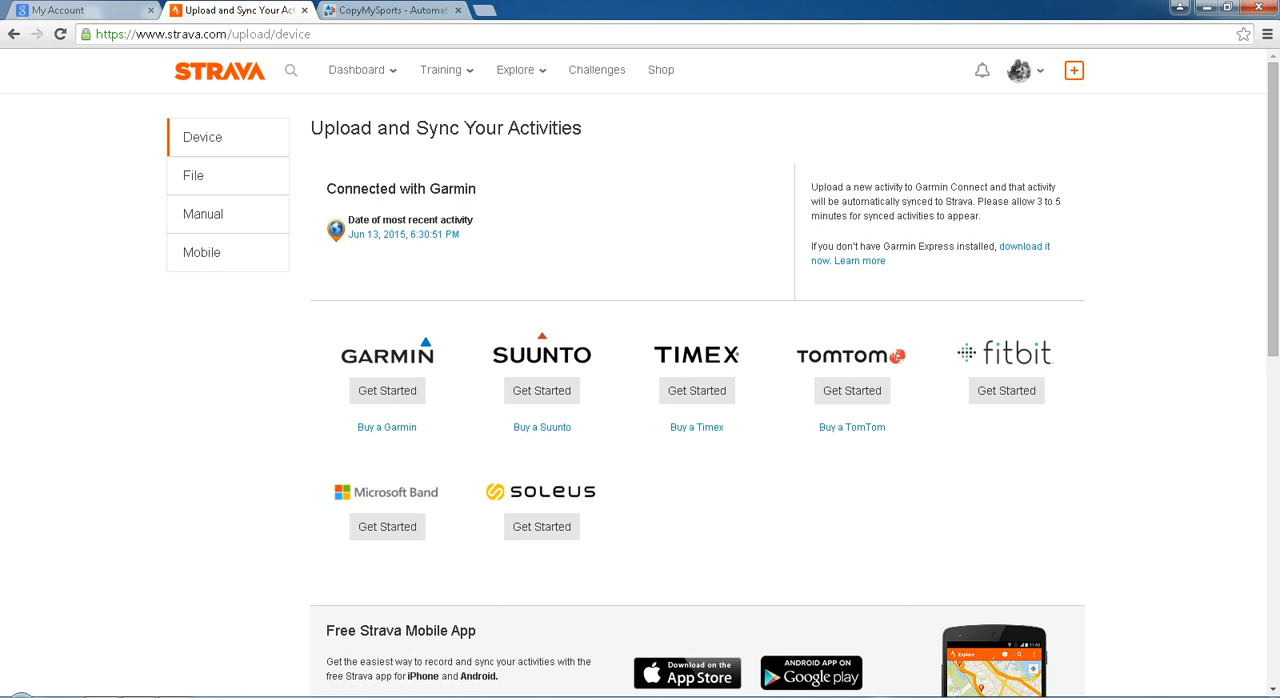 My Account
Upload and Sync Your Act
CopyMySports - Automat
https://www.strava.com/upload/device
STRAVA
Dashboard
Training
Explore
Challenges
Shop
Device
File
Manual
Mobile
Upload and Sync Your Activities
Connected with Garmin
Date of most recent activity
Jun 13, 2015, 6:30:51 PM
Upload a new activity to Garmin Connect and that activity
will be automatically synced to Strava. Please allow 3 to 5
minutes for synced activities to appear.
If you don't have Garmin Express installed, download it
now. Learn more
GARMIN
SUUNTO
TIMEX
TOMTOM
fitbit
Get Started
Get Started
Get Started
Get Started
Get Started
Buy a Garmin
Buy a Suunto
Buy a Timex
Buy a TomTom
Microsoft Band
SOLEUS
Get Started
Get Started
Free Strava Mobile App
Get the easiest way to record and sync your activities with the
free Strava app for iPhone and Android.
Download on the
App Store
ANDROID APP ON
Google play
Explore